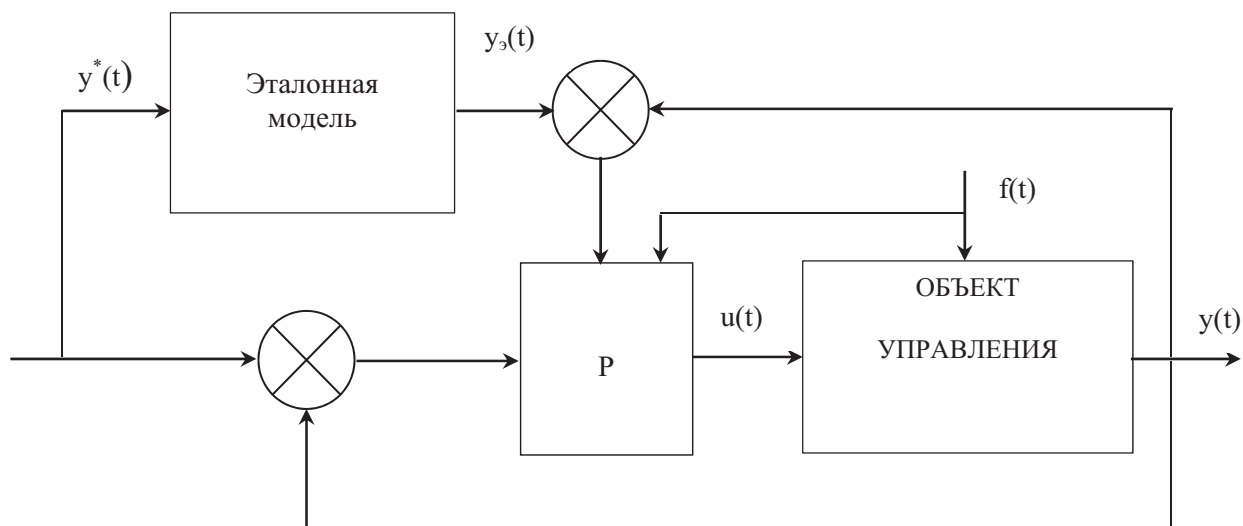 y*(t)
Эталонная
модель
yэ(t)
f(t)
P
u(t)
ОБЪЕКТ
УПРАВЛЕНИЯ
y(t)